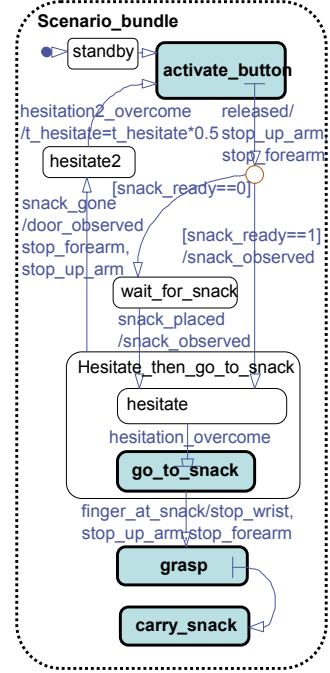 Scenario_bundle
standby
activate_button
hesitation2_overcome
/t_hesitate=t_hesitate*0.5
released/
stop_up_arm
stop_forearm
hesitate2
[snack_ready==0]
snack_gone
/door_observed
stop_forearm,
stop_up_arm
[snack_ready==1]
/snack_observed
wait_for_snack
snack_placed
/snack_observed
Hesitate_then_go_to_snack
hesitate
hesitation_overcome
go_to_snack
finger_at_snack/stop_wrist,
stop_up_arm,stop_forearm
grasp
carry_snack